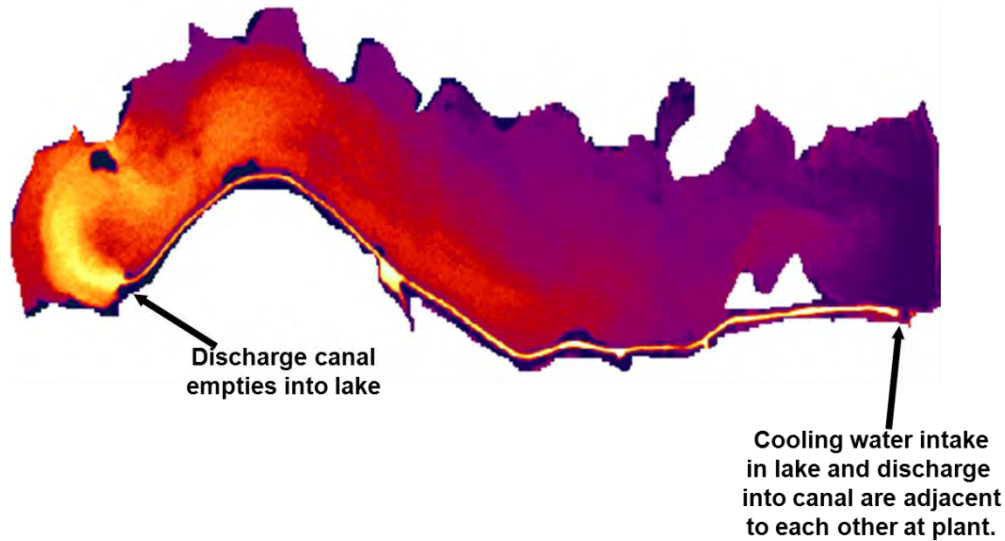 Discharge canal
empties into lake
Cooling water intake
in lake and discharge
into canal are adjacent
to each other at plant.